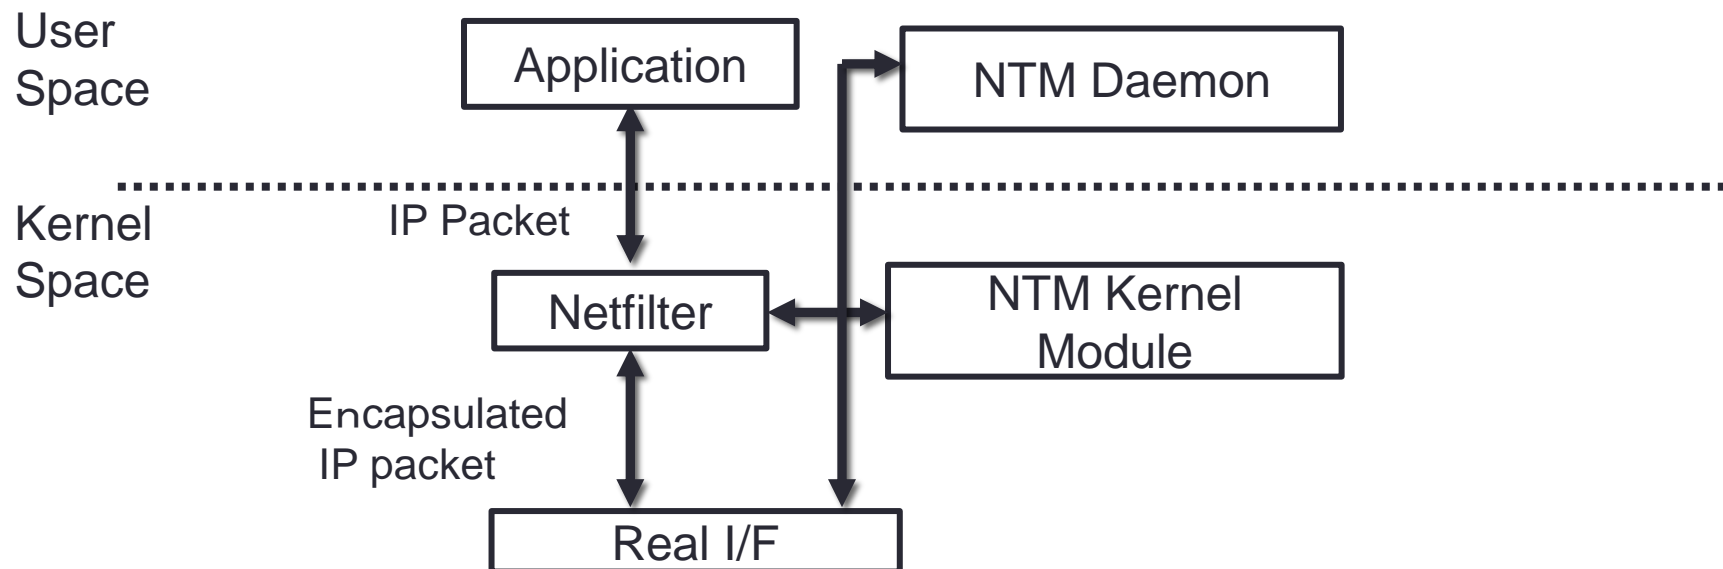 User
Space
Application
NTM Daemon
IP Packet
Kernel
Space
Netfilter
NTM Kernel
Module
Encapsulated
IP packet
Real I/F